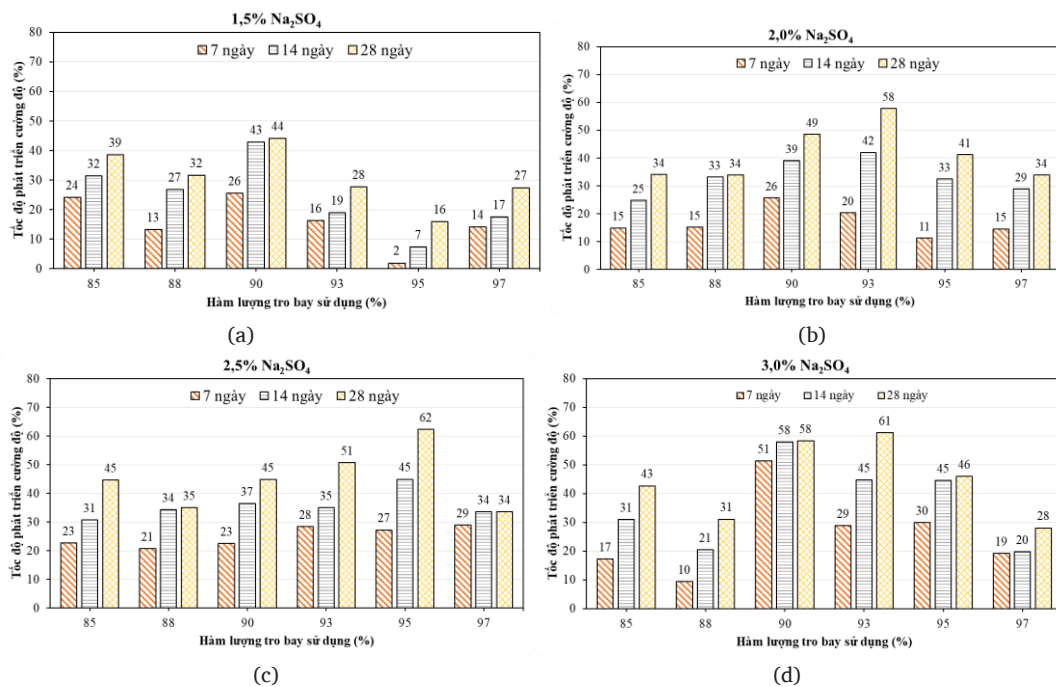 1,5% Na₂SO₄
Tốc độ phát triển cường độ (%)
80
70
60
50
40
30
20
10
0
7 ngày 14 ngày 28 ngày
24 32 39
13 27 32
26 43 44
16 19 28
2 7 16
14 17 27
85 88 90 93 95 97
Hàm lượng tro bay sử dụng (%)
(a)
2,0% Na₂SO₄
Tốc độ phát triển cường độ (%)
80
70
60
50
40
30
20
10
0
7 ngày 14 ngày 28 ngày
15 25 34
15 33 34
26 39 49
20 42 58
11 33 41
15 29 34
85 88 90 93 95 97
Hàm lượng tro bay sử dụng (%)
(b)
2,5% Na₂SO₄
Tốc độ phát triển cường độ (%)
80
70
60
50
40
30
20
10
0
7 ngày 14 ngày 28 ngày
23 31 45
21 34 35
23 37 45
28 35 51
27 45 62
29 34 34
85 88 90 93 95 97
Hàm lượng tro bay sử dụng (%)
(c)
3,0% Na₂SO₄
Tốc độ phát triển cường độ (%)
80
70
60
50
40
30
20
10
0
7 ngày 14 ngày 28 ngày
17 31 43
10 21 31
51 58 58
29 45 61
30 45 46
19 20 28
85 88 90 93 95 97
Hàm lượng tro bay sử dụng (%)
(d)